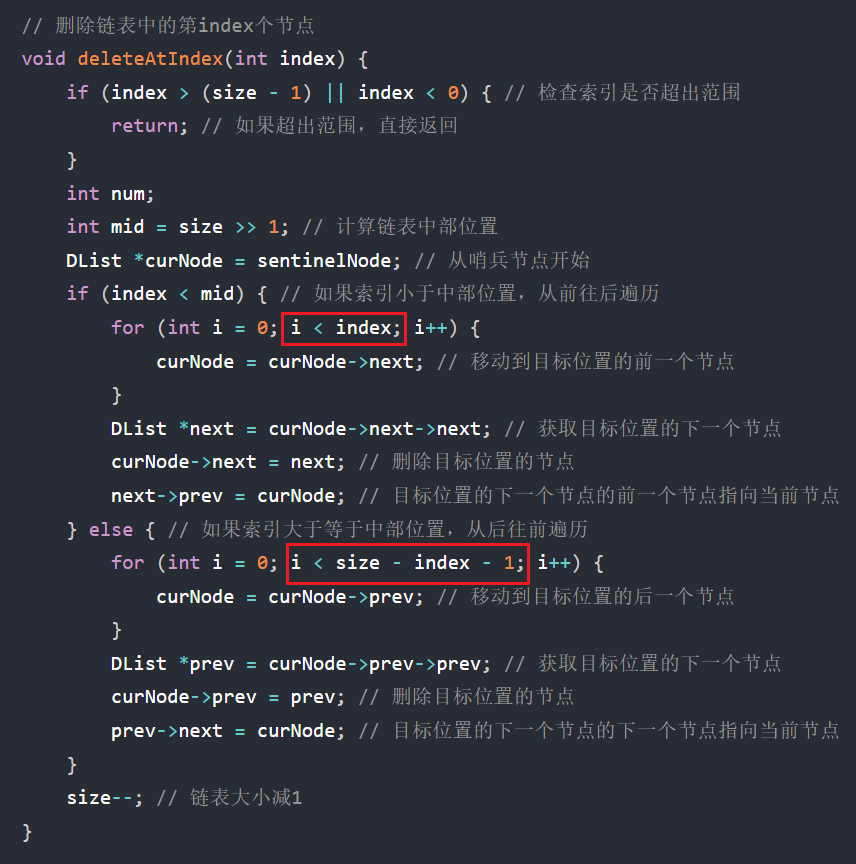 // 删除链表中的第index个节点
void deleteAtIndex(int index) {
    if (index > (size - 1) || index < 0) { // 检查索引是否超出范围
        return; // 如果超出范围，直接返回
    }
    int num;
    int mid = size >> 1; // 计算链表中部位置
    DList *curNode = sentinelNode; // 从哨兵节点开始
    if (index < mid) { // 如果索引小于中部位置，从前往后遍历
        for (int i = 0; i < index; i++) {
            curNode = curNode->next; // 移动到目标位置的前一个节点
        }
        DList *next = curNode->next->next; // 获取目标位置的下一个节点
        curNode->next = next; // 删除目标位置的节点
        next->prev = curNode; // 目标位置的下一个节点的前一个节点指向当前节点
    } else { // 如果索引大于等于中部位置，从后往前遍历
        for (int i = 0; i < size - index - 1; i++) {
            curNode = curNode->prev; // 移动到目标位置的后一个节点
        }
        DList *prev = curNode->prev->prev; // 获取目标位置的下一个节点
        curNode->prev = prev; // 删除目标位置的节点
        prev->next = curNode; // 目标位置的下一个节点的下一个节点指向当前节点
    }
    size--; // 链表大小减1
}